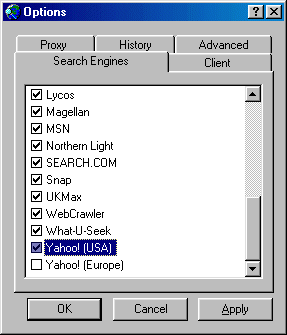 Options
Proxy History Advanced
Search Engines Client
Lycos
Magellan
MSN
Northern Light
SEARCH.COM
Snap
UKMax
WebCrawler
What-U-Seek
Yahoo! (USA)
Yahoo! (Europe)
OK Cancel Apply